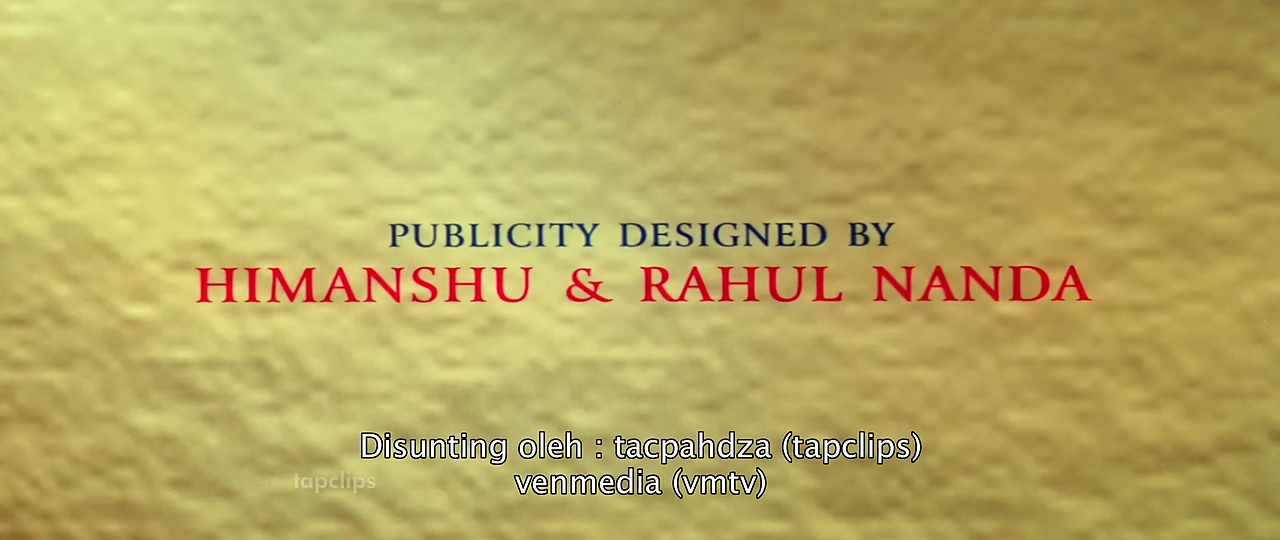 PUBLICITY DESIGNED BY
HIMANSHU & RAHUL NANDA
Disunting oleh : tacpahdza (tapclips)
tapclips
venmedia (vmtv)